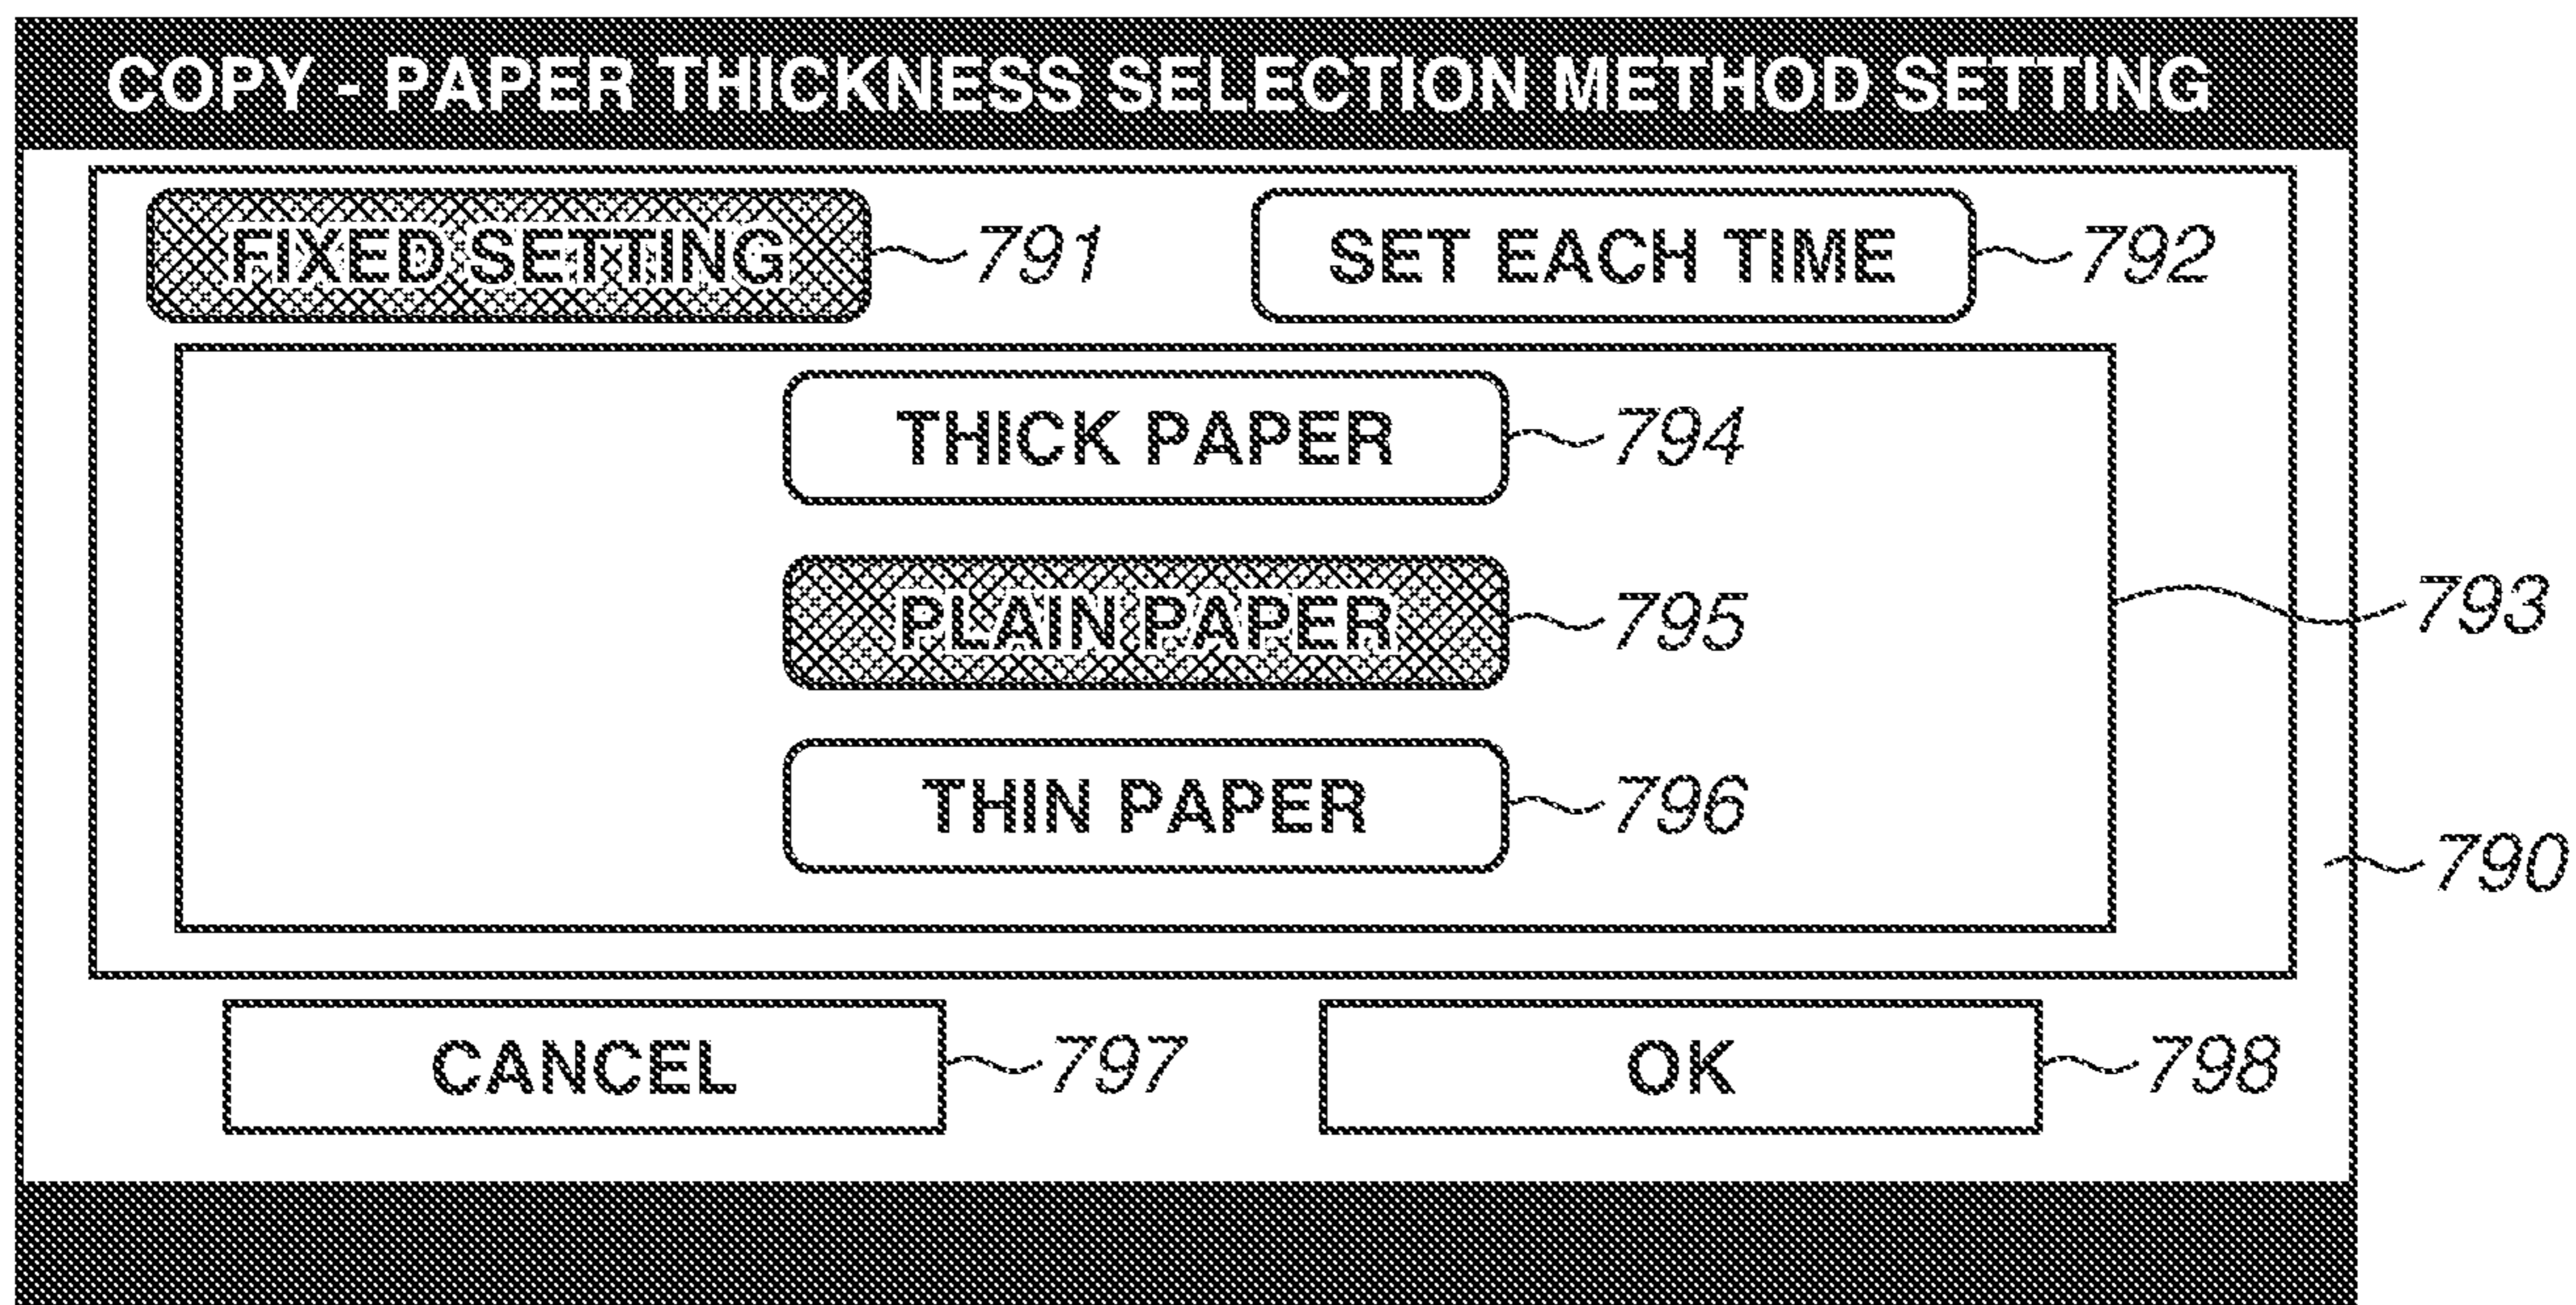 COPY - PAPER THICKNESS SELECTION METHOD SETTING
FIXED SETTING 791 SET EACH TIME 792
THICK PAPER 794
PLAIN PAPER 795 793
THIN PAPER 796
790
CANCEL 797 OK 798